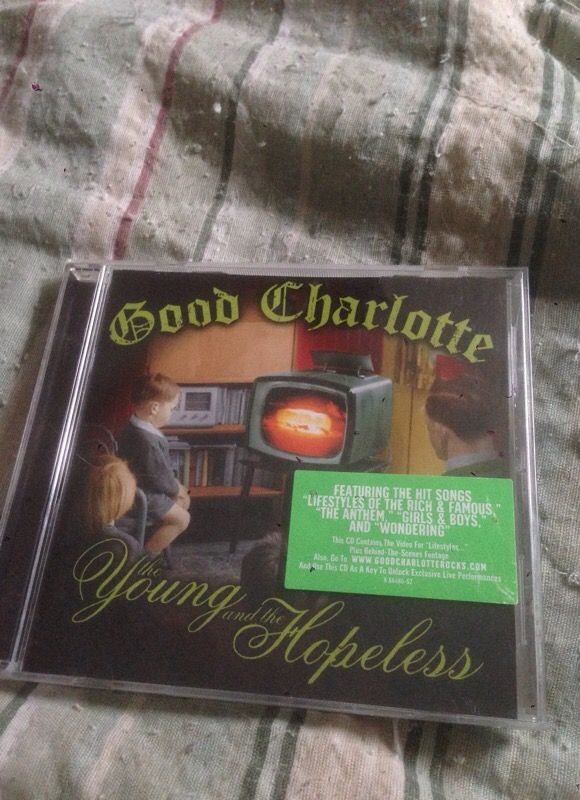 Good Charlotte
FEATURING THE HIT SONGS
"LIFESTYLES OF THE RICH & FAMOUS,"
"THE ANTHEM," "GIRLS & BOYS,"
AND "WONDERING"
This CD Contains The Video For "Lifestyles..."
Plus Behind-The-Scenes Footage
Also, Go To WWW.GOODCHARLOTTEROCKS.COM
And Use This CD As A Key To Unlock Exclusive Live Performances
the
Young and the
Hopeless